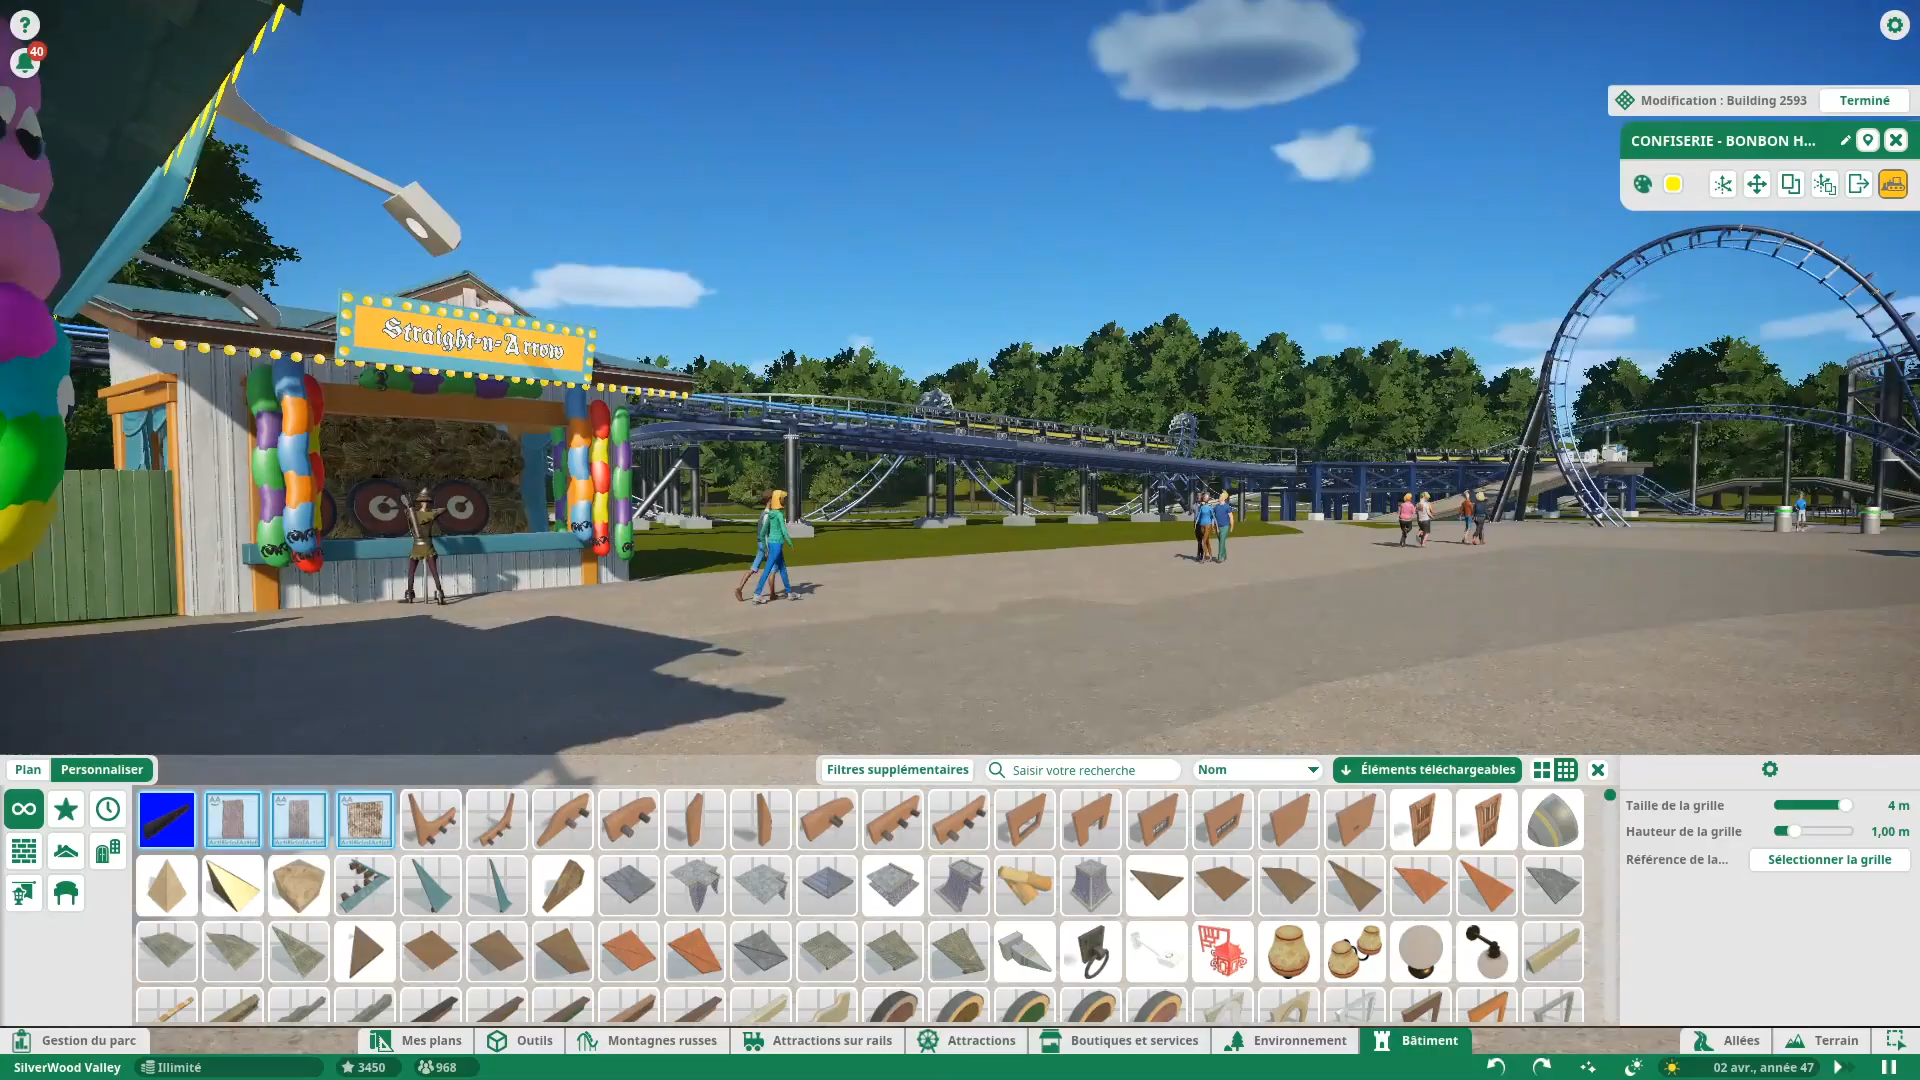 ?
40
Modification : Building 2593
Terminé
CONFISERIE - BONBON H...
Straight-n-Arrow
Plan
Personnaliser
Filtres supplémentaires
Saisir votre recherche
Nom
Éléments téléchargeables
Taille de la grille
4 m
Hauteur de la grille
1,00 m
Référence de la...
Sélectionner la grille
Gestion du parc
Mes plans
Outils
Montagnes russes
Attractions sur rails
Attractions
Boutiques et services
Environnement
Bâtiment
Allées
Terrain
SilverWood Valley
Illimité
3450
968
02 avr., année 47